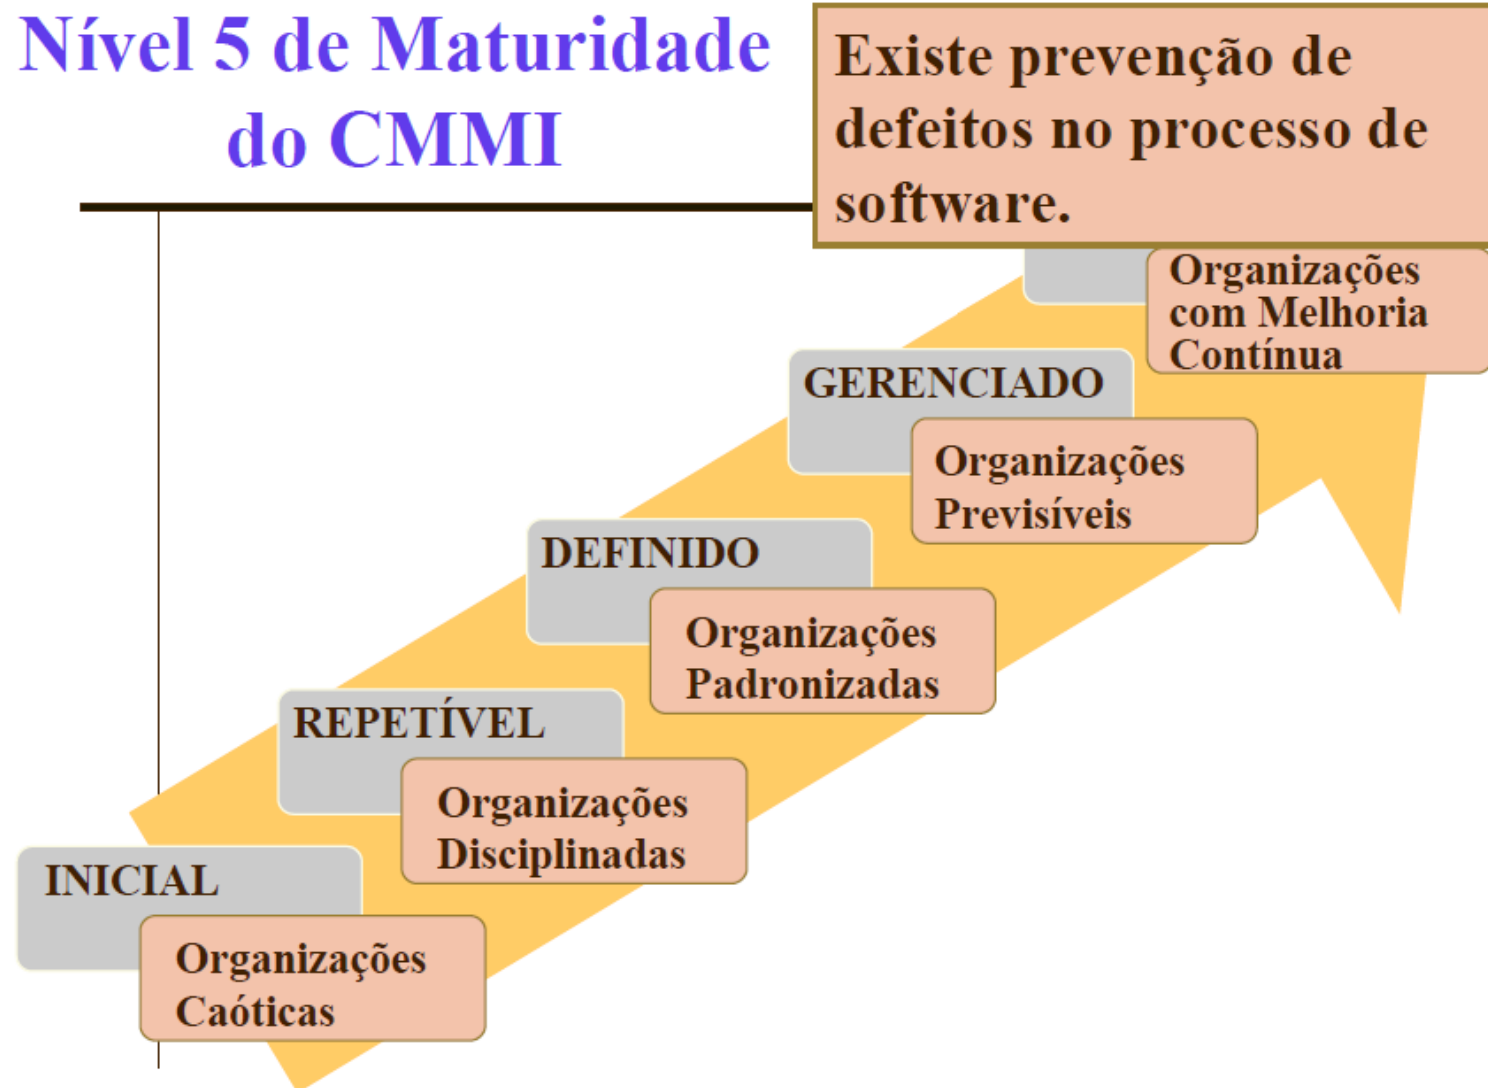 Nível 5 de Maturidade
do CMMI
Existe prevenção de
defeitos no processo de
software.
Organizações
com Melhoria
Contínua
GERENCIADO
Organizações
Previsíveis
DEFINIDO
Organizações
Padronizadas
REPETÍVEL
Organizações
Disciplinadas
INICIAL
Organizações
Caóticas